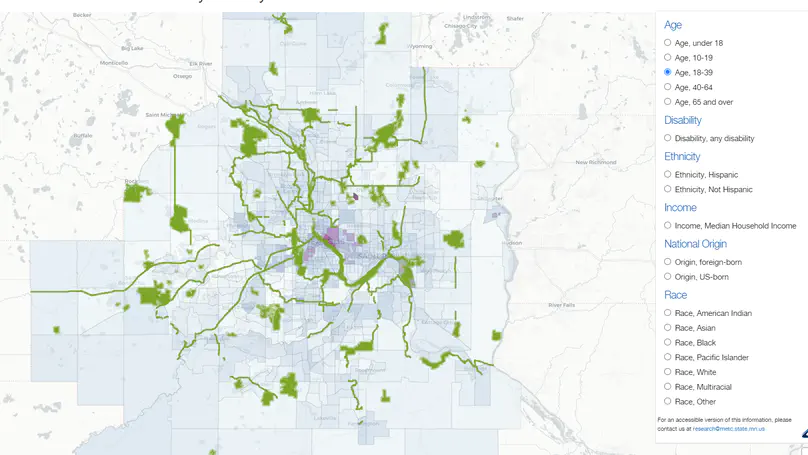 Becker
Big Lake
Monticello
Elk River
Otsego
Buffalo
Wyoming
Chisago City
Lindstrom
Shafer
New Richmond
Hudson
River Falls
Age
Age, under 18
Age, 10-19
Age, 18-39
Age, 40-64
Age, 65 and over
Disability
Disability, any disability
Ethnicity
Ethnicity, Hispanic
Ethnicity, Not Hispanic
Income
Income, Median Household Income
National Origin
Origin, foreign-born
Origin, US-born
Race
Race, American Indian
Race, Asian
Race, Black
Race, Pacific Islander
Race, White
Race, Multiracial
Race, Other
For an accessible version of this information, please
contact us at research@metc.state.mn.us